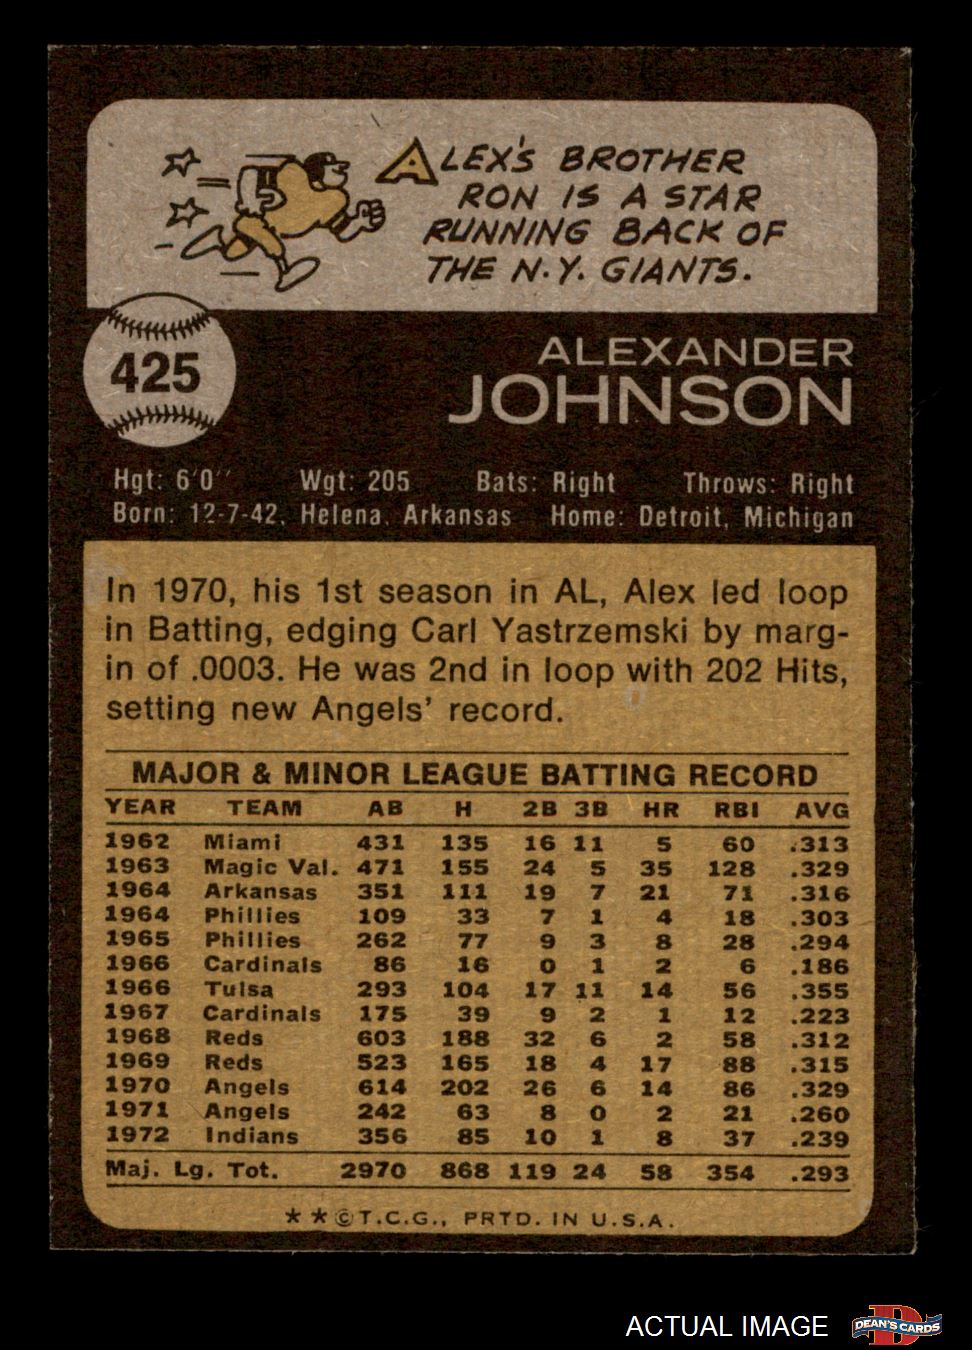 ALEX'S BROTHER
RON IS A STAR
RUNNING BACK OF
THE N.Y. GIANTS.
425
ALEXANDER
JOHNSON
Hgt: 6'0'' Wgt: 205 Bats: Right Throws: Right
Born: 12-7-42, Helena, Arkansas Home: Detroit, Michigan
In 1970, his 1st season in AL, Alex led loop
in Batting, edging Carl Yastrzemski by marg-
in of .0003. He was 2nd in loop with 202 Hits,
setting new Angels' record.
MAJOR & MINOR LEAGUE BATTING RECORD
YEAR TEAM AB H 2B 3B HR RBI AVG
1962 Miami 431 135 16 11 5 60 .313
1963 Magic Val. 471 155 24 5 35 128 .329
1964 Arkansas 351 111 19 7 21 71 .316
1964 Phillies 109 33 7 1 4 18 .303
1965 Phillies 262 77 9 3 8 28 .294
1966 Cardinals 86 16 0 1 2 6 .186
1966 Tulsa 293 104 17 11 14 56 .355
1967 Cardinals 175 39 9 2 1 12 .223
1968 Reds 603 188 32 6 2 58 .312
1969 Reds 523 165 18 4 17 88 .315
1970 Angels 614 202 26 6 14 86 .329
1971 Angels 242 63 8 0 2 21 .260
1972 Indians 356 85 10 1 8 37 .239
Maj. Lg. Tot. 2970 868 119 24 58 354 .293
**©T.C.G., PRTD. IN U.S.A.
ACTUAL IMAGE
D
DEAN'S CARDS